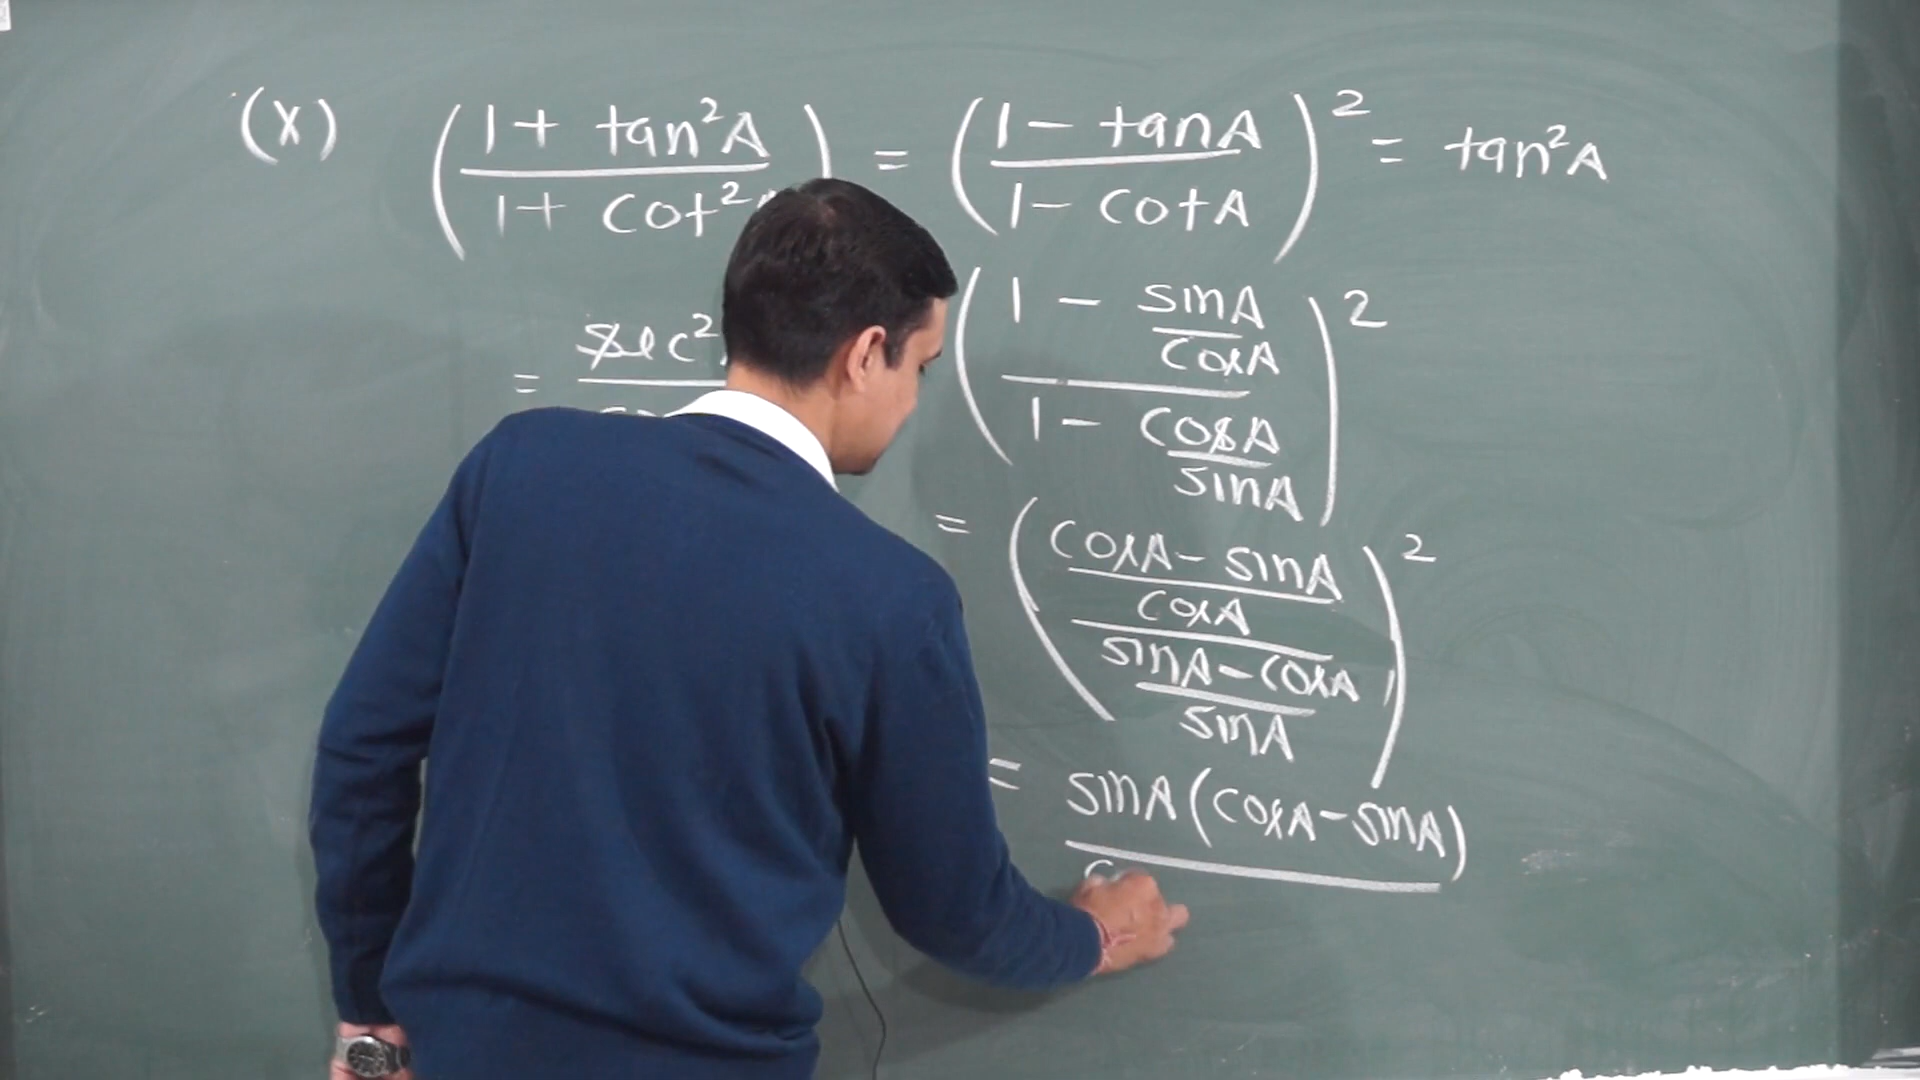 (x) (1 + tan²A / 1 + cot²) = (1 - tanA / 1 - cotA)² = tan²A
= sec² /
(1 - sinA/cosA / 1 - cosA/sinA)²
= (cosA - sinA / cosA / sinA - cosA / sinA)²
= sinA (cosA - sinA) /